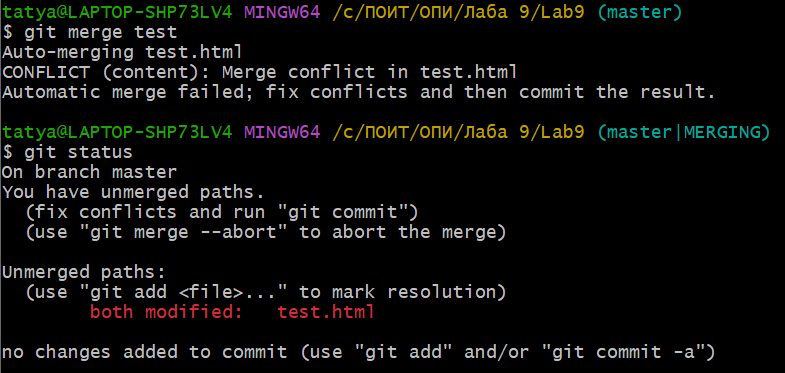 tatya@LAPTOP-SHP73LV4 MINGW64 /c/ПОИТ/ОПИ/Лаба 9/Lab9 (master)
$ git merge test
Auto-merging test.html
CONFLICT (content): Merge conflict in test.html
Automatic merge failed; fix conflicts and then commit the result.
tatya@LAPTOP-SHP73LV4 MINGW64 /c/ПОИТ/ОПИ/Лаба 9/Lab9 (master|MERGING)
$ git status
On branch master
You have unmerged paths.
(fix conflicts and run "git commit")
(use "git merge --abort" to abort the merge)
Unmerged paths:
(use "git add <file>..." to mark resolution)
both modified:   test.html
no changes added to commit (use "git add" and/or "git commit -a")